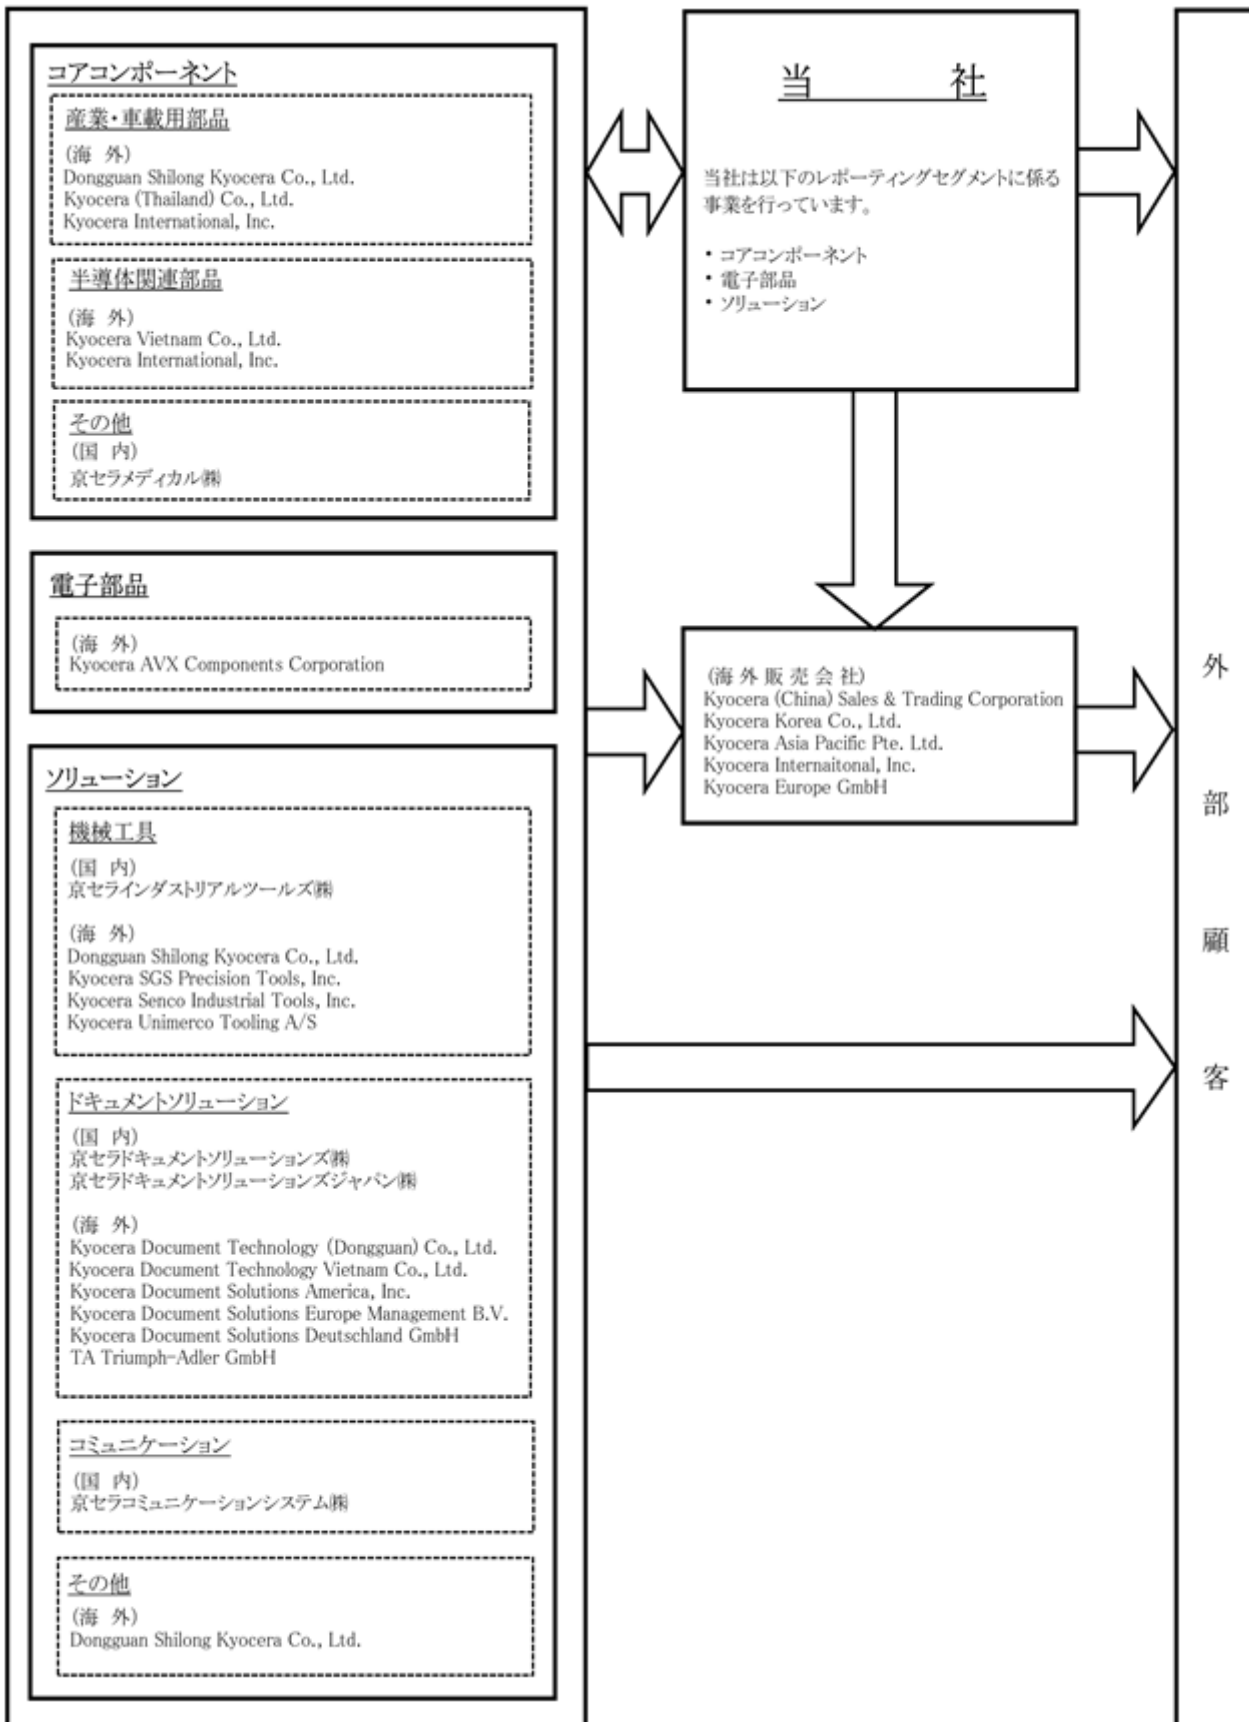 コアコンポーネント
産業・車載用部品
(海 外)
Dongguan Shilong Kyocera Co., Ltd.
Kyocera (Thailand) Co., Ltd.
Kyocera International, Inc.
半導体関連部品
(海 外)
Kyocera Vietnam Co., Ltd.
Kyocera International, Inc.
その他
(国 内)
京セラメディカル㈱
電子部品
(海 外)
Kyocera AVX Components Corporation
ソリューション
機械工具
(国 内)
京セラインダストリアルツールズ㈱
(海 外)
Dongguan Shilong Kyocera Co., Ltd.
Kyocera SGS Precision Tools, Inc.
Kyocera Senco Industrial Tools, Inc.
Kyocera Unimerco Tooling A/S
ドキュメントソリューション
(国 内)
京セラドキュメントソリューションズ㈱
京セラドキュメントソリューションズジャパン㈱
(海 外)
Kyocera Document Technology (Dongguan) Co., Ltd.
Kyocera Document Technology Vietnam Co., Ltd.
Kyocera Document Solutions America, Inc.
Kyocera Document Solutions Europe Management B.V.
Kyocera Document Solutions Deutschland GmbH
TA Triumph-Adler GmbH
コミュニケーション
(国 内)
京セラコミュニケーションシステム㈱
その他
(海 外)
Dongguan Shilong Kyocera Co., Ltd.
当 社
当社は以下のレポーティングセグメントに係る
事業を行っています。
・コアコンポーネント
・電子部品
・ソリューション
(海 外 販 売 会 社)
Kyocera (China) Sales & Trading Corporation
Kyocera Korea Co., Ltd.
Kyocera Asia Pacific Pte. Ltd.
Kyocera Internaitonal, Inc.
Kyocera Europe GmbH
外部顧客